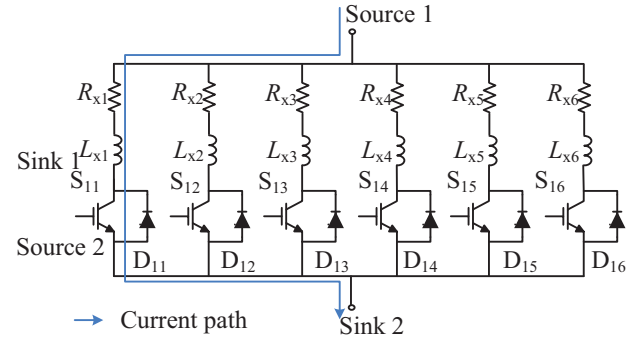 Source 1
Rx1 Rx2 Rx3 Rx4 Rx5 Rx6
Lx1 Lx2 Lx3 Lx4 Lx5 Lx6
Sink 1
S11 S12 S13 S14 S15 S16
Source 2
D11 D12 D13 D14 D15 D16
Current path
Sink 2